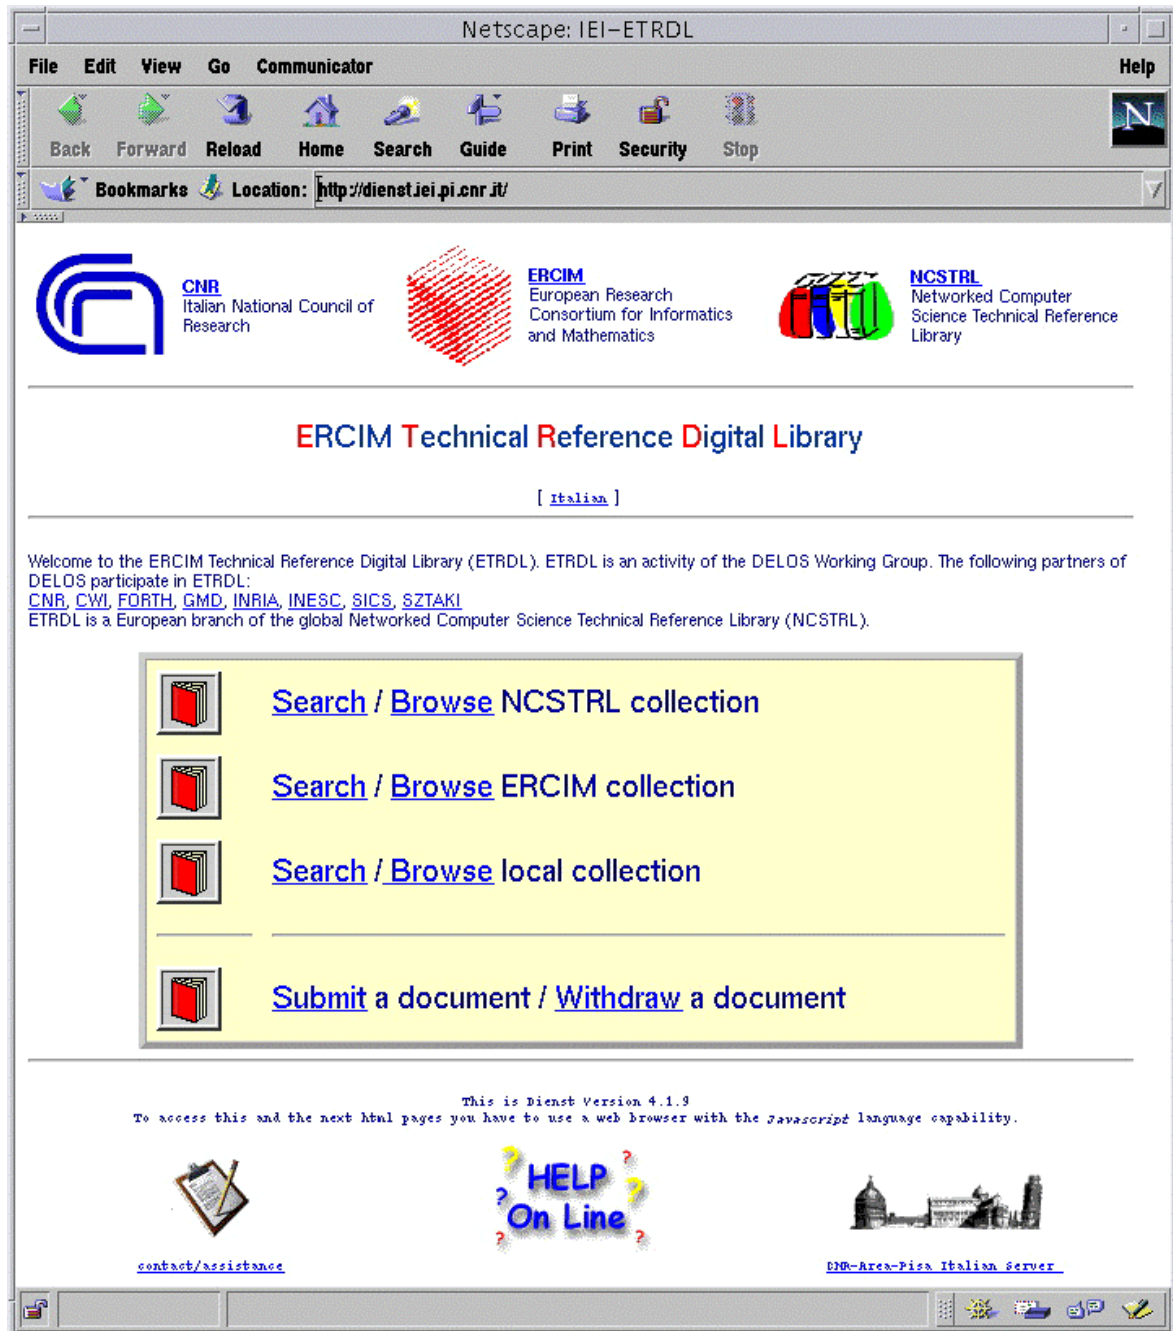 Netscape: IEI-ETRDL
File Edit View Go Communicator Help
Back Forward Reload Home Search Guide Print Security Stop
N
Bookmarks Location: http://dienst.iei.pi.cnr.it/
CNR
Italian National Council of
Research
ERCIM
European Research
Consortium for Informatics
and Mathematics
NCSTRL
Networked Computer
Science Technical Reference
Library
ERCIM Technical Reference Digital Library
[ Italian ]
Welcome to the ERCIM Technical Reference Digital Library (ETRDL). ETRDL is an activity of the DELOS Working Group. The following partners of
DELOS participate in ETRDL:
CNR, CWI, FORTH, GMD, INRIA, INESC, SICS, SZTAKI
ETRDL is a European branch of the global Networked Computer Science Technical Reference Library (NCSTRL).
Search / Browse NCSTRL collection
Search / Browse ERCIM collection
Search / Browse local collection
Submit a document / Withdraw a document
This is Dienst Version 4.1.9
To access this and the next html pages you have to use a web browser with the Javascript language capability.
? HELP ?
? On Line ?
? ?
contact/assistance
CNR-Area-Pisa Italian Server